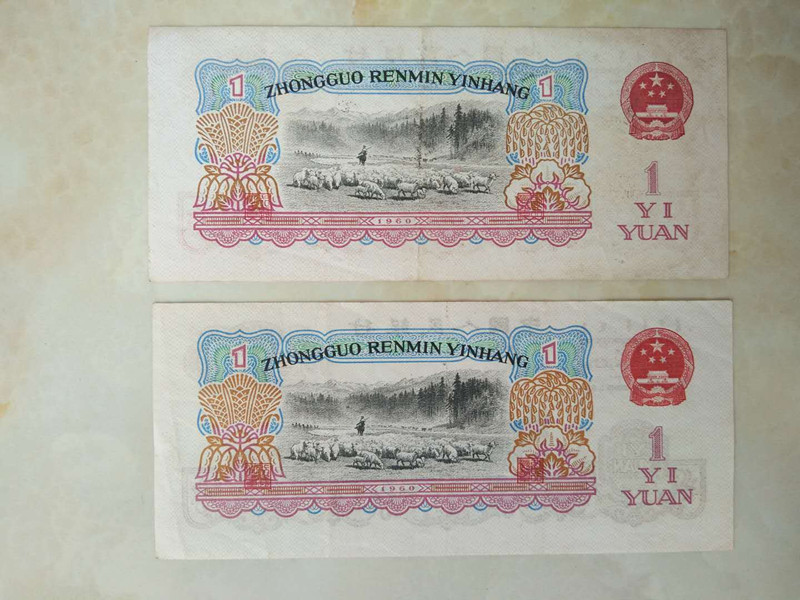 1 ZHONGGUO RENMIN YINHANG 1
1
YI
YUAN
1960
1 ZHONGGUO RENMIN YINHANG 1
1
YI
YUAN
1960